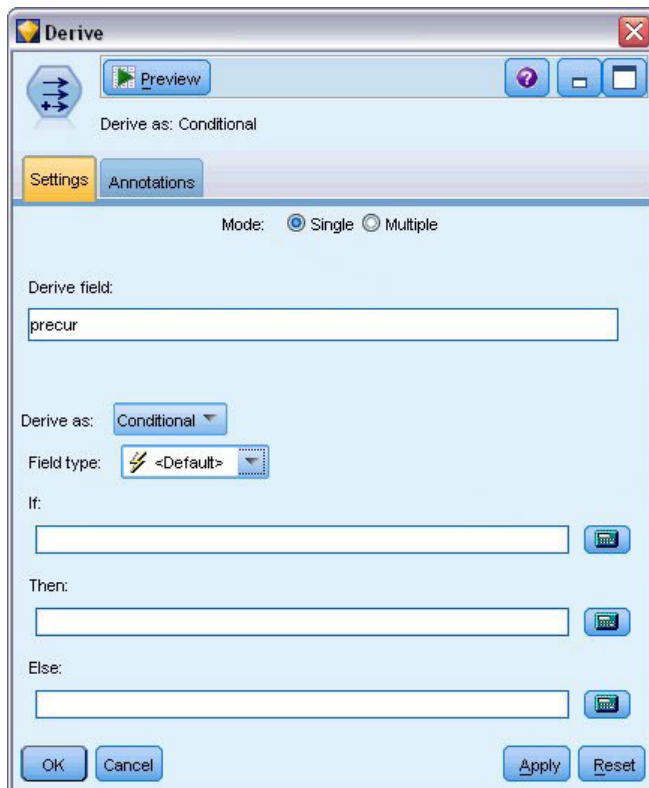 Derive
Preview
Derive as: Conditional
Settings Annotations
Mode: Single Multiple
Derive field:
precur
Derive as: Conditional
Field type: <Default>
If:
Then:
Else:
OK Cancel Apply Reset